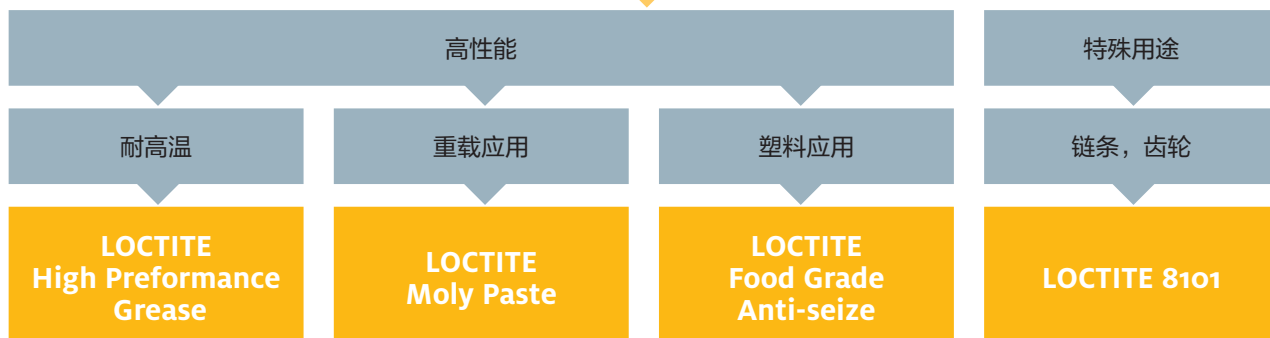 高性能
特殊用途
耐高温
重载应用
塑料应用
链条，齿轮
LOCTITE
High Preformance
Grease
LOCTITE
Moly Paste
LOCTITE
Food Grade
Anti-seize
LOCTITE 8101